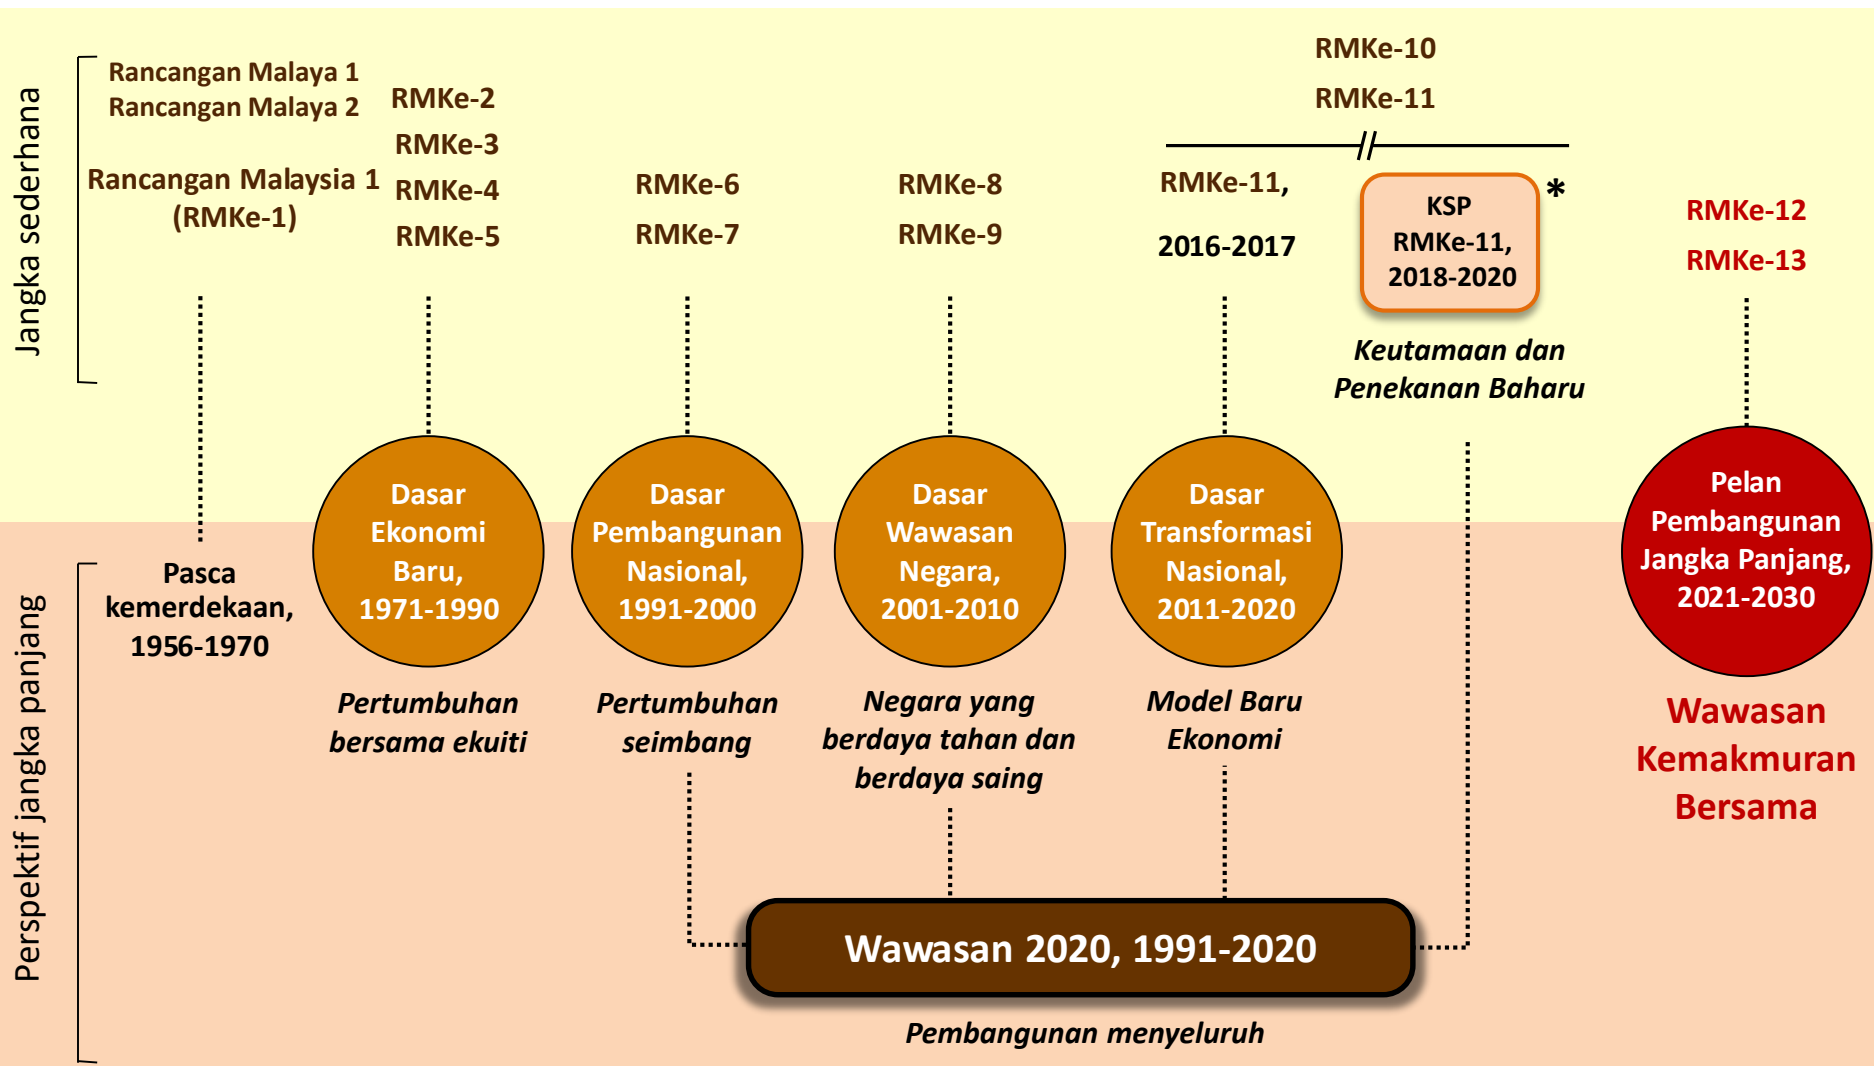 Jangka sederhana
Rancangan Malaya 1
Rancangan Malaya 2
Rancangan Malaysia 1
(RMKe-1)
RMKe-2
RMKe-3
RMKe-4
RMKe-5
RMKe-6
RMKe-7
RMKe-8
RMKe-9
RMKe-10
RMKe-11
RMKe-11,
2016-2017
KSP
RMKe-11,
2018-2020
*
Keutamaan dan
Penekanan Baharu
RMKe-12
RMKe-13
Perspektif jangka panjang
Pasca
kemerdekaan,
1956-1970
Dasar
Ekonomi
Baru,
1971-1990
Pertumbuhan
bersama ekuiti
Dasar
Pembangunan
Nasional,
1991-2000
Pertumbuhan
seimbang
Dasar
Wawasan
Negara,
2001-2010
Negara yang
berdaya tahan dan
berdaya saing
Dasar
Transformasi
Nasional,
2011-2020
Model Baru
Ekonomi
Pelan
Pembangunan
Jangka Panjang,
2021-2030
Wawasan
Kemakmuran
Bersama
Wawasan 2020, 1991-2020
Pembangunan menyeluruh